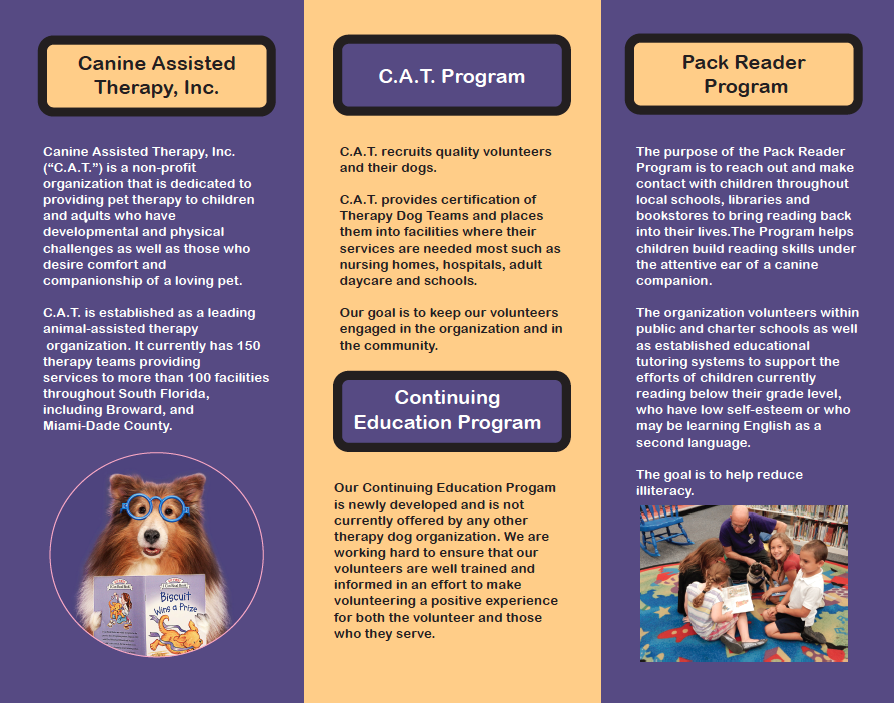 Canine Assisted
Therapy, Inc.
Canine Assisted Therapy, Inc.
(“C.A.T.”) is a non-profit
organization that is dedicated to
providing pet therapy to children
and adults who have
developmental and physical
challenges as well as those who
desire comfort and
companionship of a loving pet.
C.A.T. is established as a leading
animal-assisted therapy
organization. It currently has 150
therapy teams providing
services to more than 100 facilities
throughout South Florida,
including Broward, and
Miami-Dade County.
Biscuit
Wins a Prize
C.A.T. Program
C.A.T. recruits quality volunteers
and their dogs.
C.A.T. provides certification of
Therapy Dog Teams and places
them into facilities where their
services are needed most such as
nursing homes, hospitals, adult
daycare and schools.
Our goal is to keep our volunteers
engaged in the organization and in
the community.
Continuing
Education Program
Our Continuing Education Progam
is newly developed and is not
currently offered by any other
therapy dog organization. We are
working hard to ensure that our
volunteers are well trained and
informed in an effort to make
volunteering a positive experience
for both the volunteer and those
who they serve.
Pack Reader
Program
The purpose of the Pack Reader
Program is to reach out and make
contact with children throughout
local schools, libraries and
bookstores to bring reading back
into their lives.The Program helps
children build reading skills under
the attentive ear of a canine
companion.
The organization volunteers within
public and charter schools as well
as established educational
tutoring systems to support the
efforts of children currently
reading below their grade level,
who have low self-esteem or who
may be learning English as a
second language.
The goal is to help reduce
illiteracy.